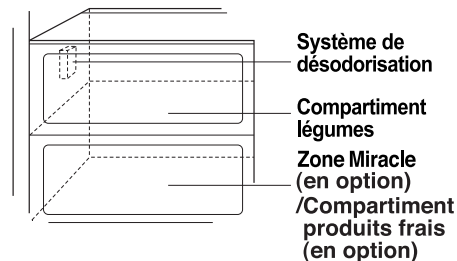 Système de
désodorisation
Compartiment
légumes
Zone Miracle
(en option)
/Compartiment
produits frais
(en option)